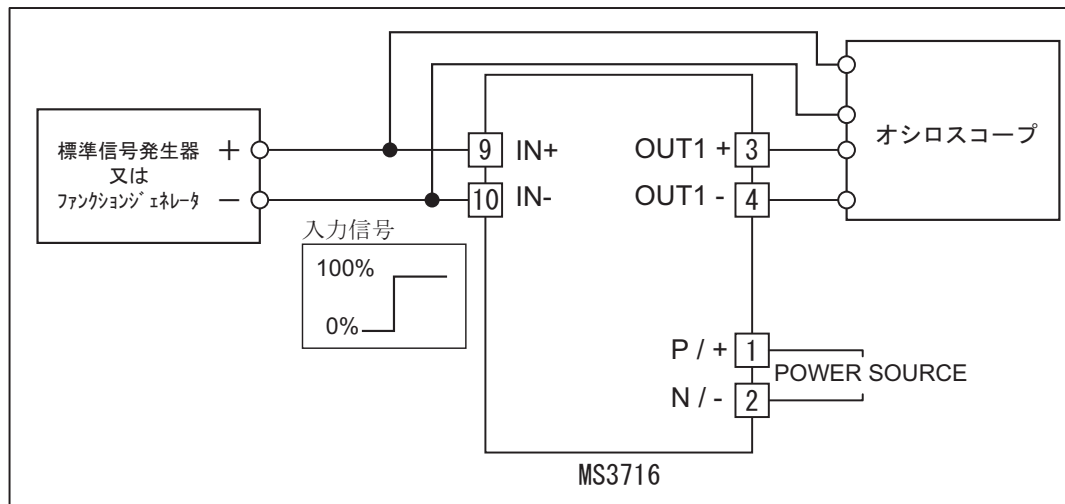 標準信号発生器
又は
ファンクションジェネレータ
+
−
9 IN+
10 IN-
入力信号
100%
0%
OUT1 + 3
OUT1 - 4
オシロスコープ
P / + 1
N / - 2
POWER SOURCE
MS3716